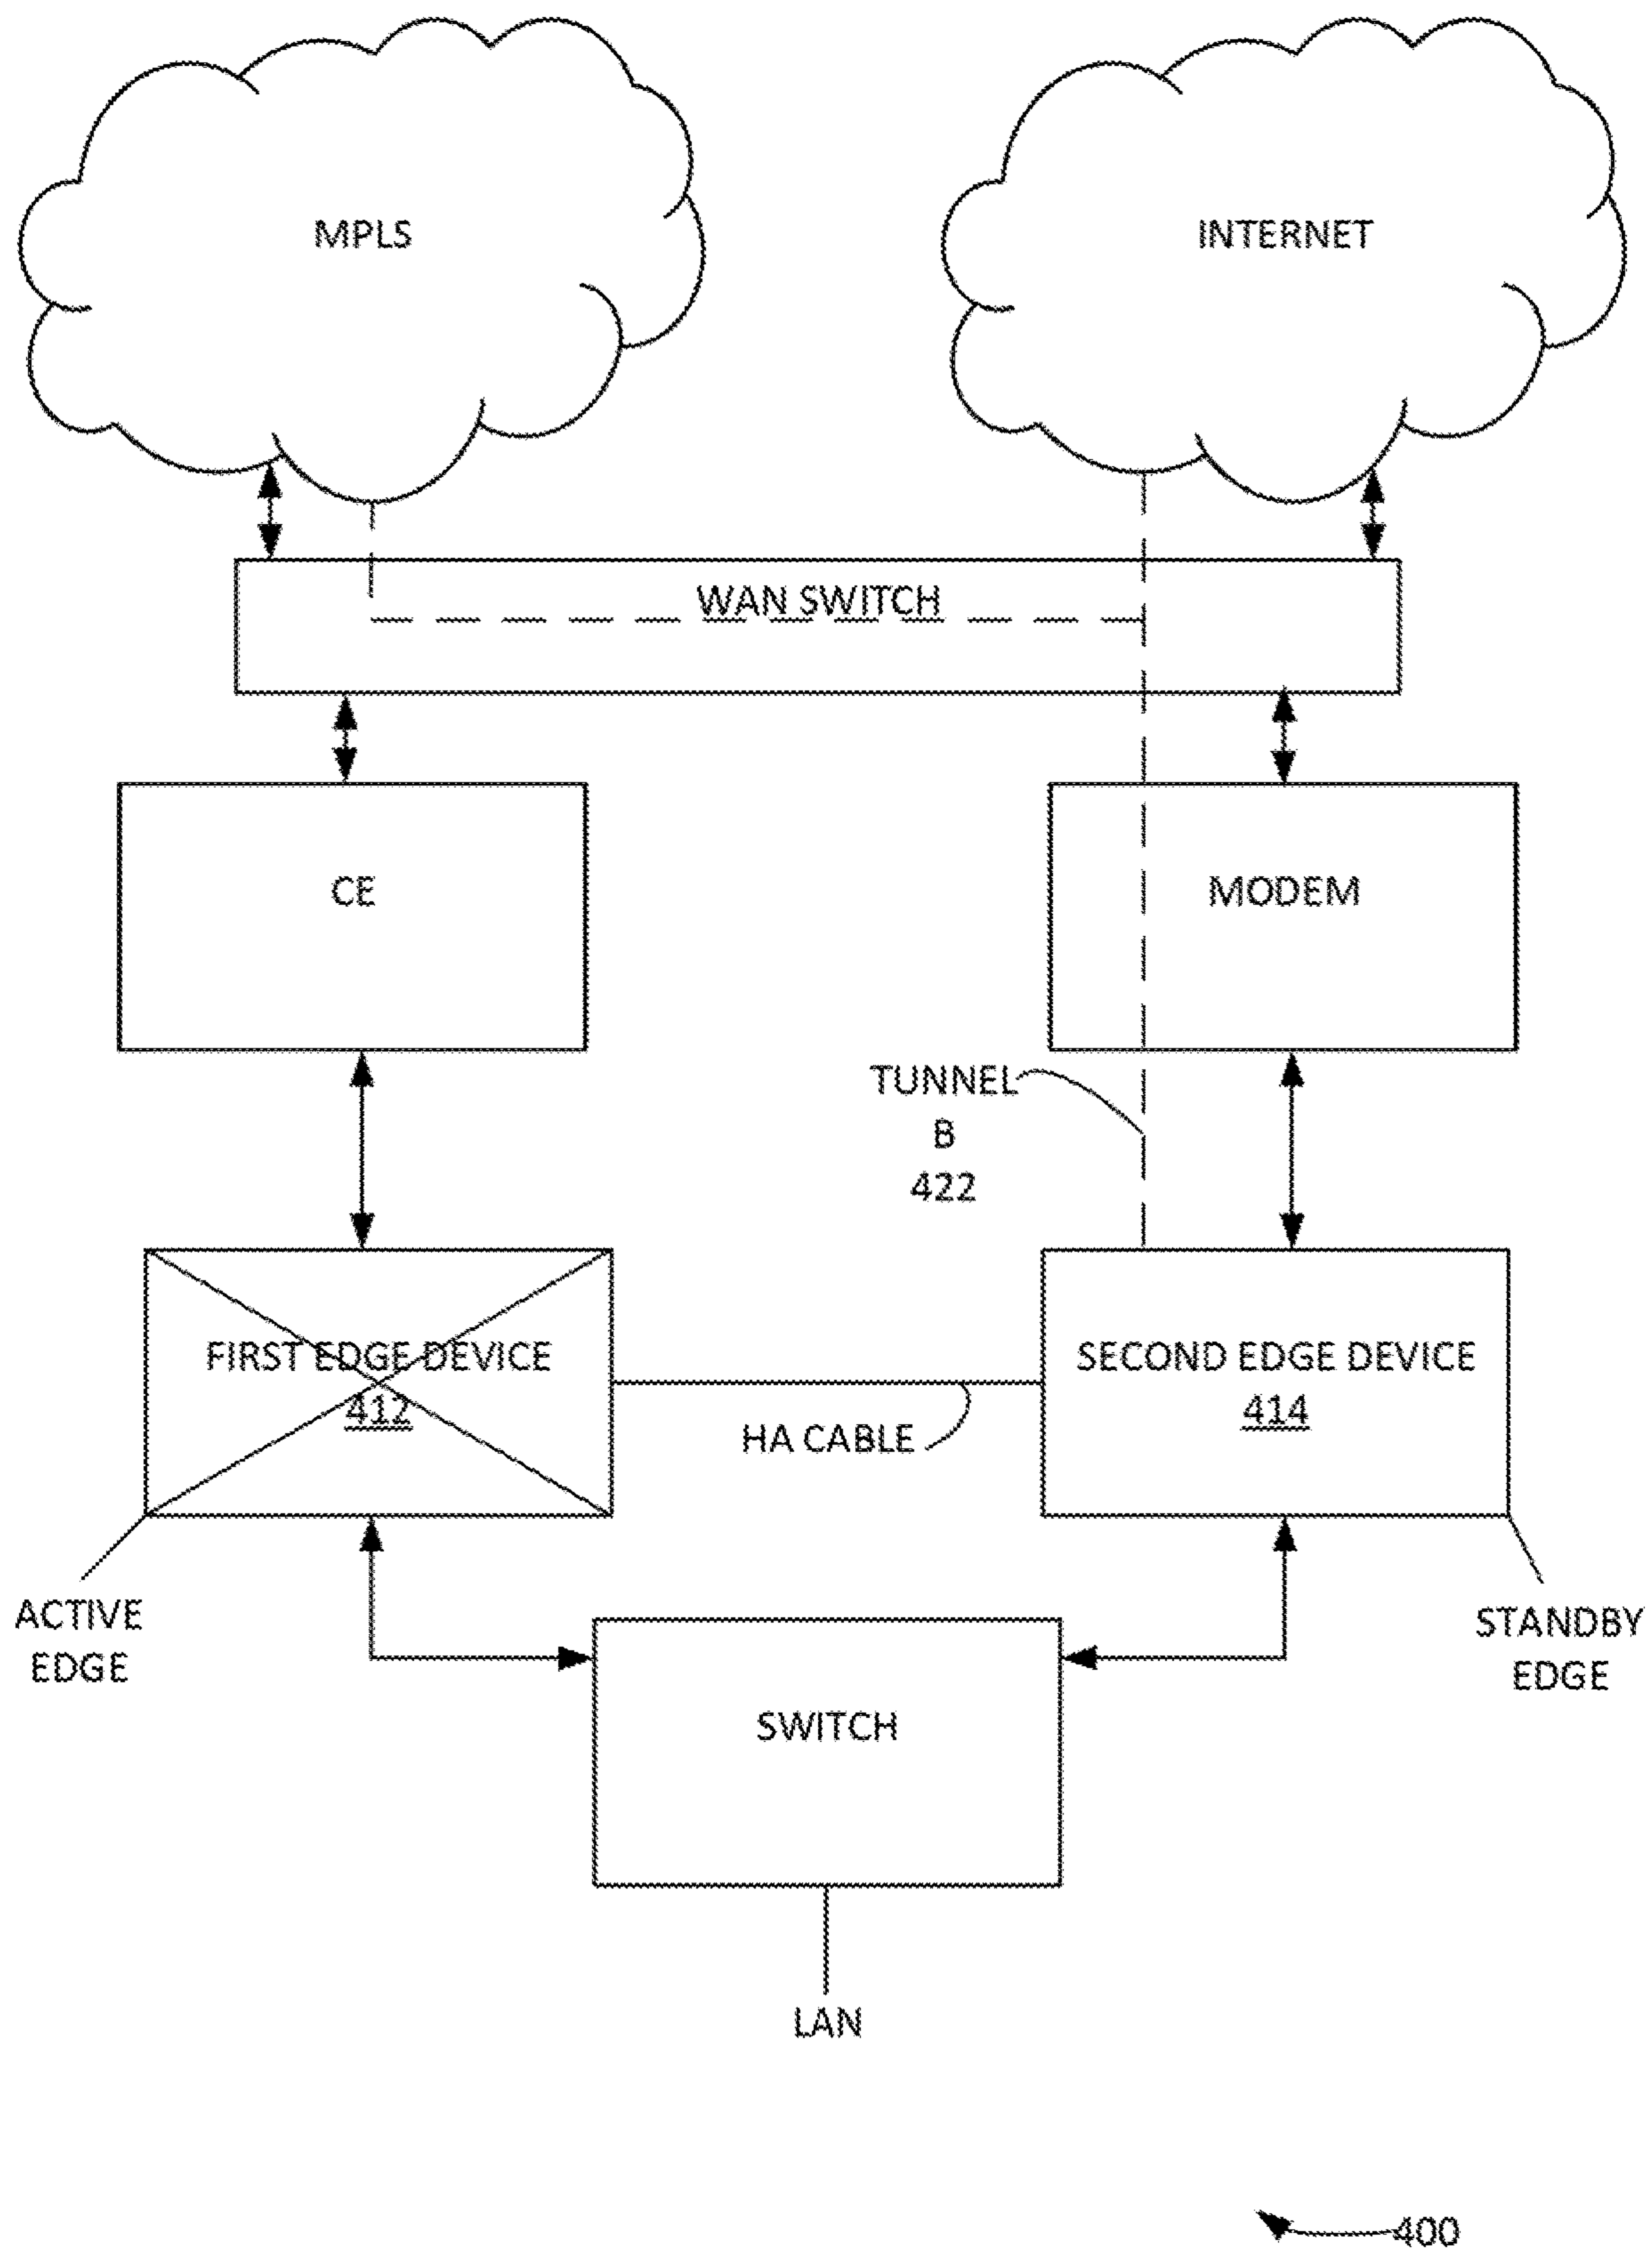 MPLS
INTERNET
WAN SWITCH
CE
MODEM
TUNNEL
B
422
FIRST EDGE DEVICE
412
SECOND EDGE DEVICE
414
HA CABLE
ACTIVE
EDGE
STANDBY
EDGE
SWITCH
LAN
400